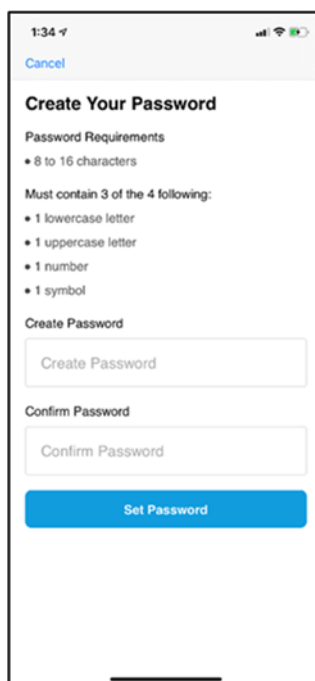 1:34
Cancel
Create Your Password
Password Requirements
• 8 to 16 characters
Must contain 3 of the 4 following:
• 1 lowercase letter
• 1 uppercase letter
• 1 number
• 1 symbol
Create Password
Create Password
Confirm Password
Confirm Password
Set Password